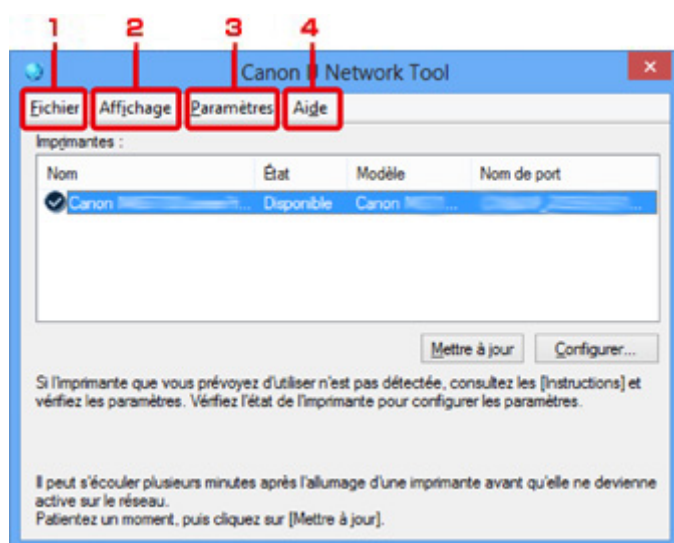 1 2 3 4
Canon IJ Network Tool
Fichier Affichage Paramètres Aide
Imprimantes :
Nom État Modèle Nom de port
Canon ... Disponible Canon ... ...
Mettre à jour Configurer...
Si l'imprimante que vous prévoyez d'utiliser n'est pas détectée, consultez les [Instructions] et
vérifiez les paramètres. Vérifiez l'état de l'imprimante pour configurer les paramètres.
Il peut s'écouler plusieurs minutes après l'allumage d'une imprimante avant qu'elle ne devienne
active sur le réseau.
Patientez un moment, puis cliquez sur [Mettre à jour].